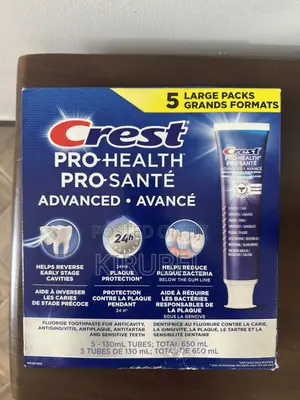 5 LARGE PACKS
GRANDS FORMATS
Crest
PRO-HEALTH
PRO-SANTÉ
ADVANCED • AVANCÉ
Crest
PRO-HEALTH
PRO-SANTÉ
ADVANCED • AVANCÉ
24h
HELPS REVERSE
EARLY STAGE
CAVITIES
24HR
PLAQUE
PROTECTION
HELPS REDUCE
PLAQUE BACTERIA
BELOW THE GUM LINE
AIDE À INVERSER
LES CARIES
DE STADE PRÉCOCE
PROTECTION
CONTRE LA PLAQUE
PENDANT
24 H
AIDE À RÉDUIRE
LES BACTÉRIES
RESPONSABLES DE
LA PLAQUE
SOUS LA GENCIVE
FLUORIDE TOOTHPASTE FOR ANTICAVITY,
ANTIGINGIVITIS, ANTIPLAQUE, ANTITARTAR
AND SENSITIVE TEETH
DENTIFRICE AU FLUORURE CONTRE LA CARIE,
LA GINGIVITE, LA PLAQUE, LE TARTRE ET LA
SENSIBILITÉ DENTAIRE
5 - 130mL TUBES; TOTAL 650 mL
5 TUBES DE 130 mL; TOTAL DE 650 mL